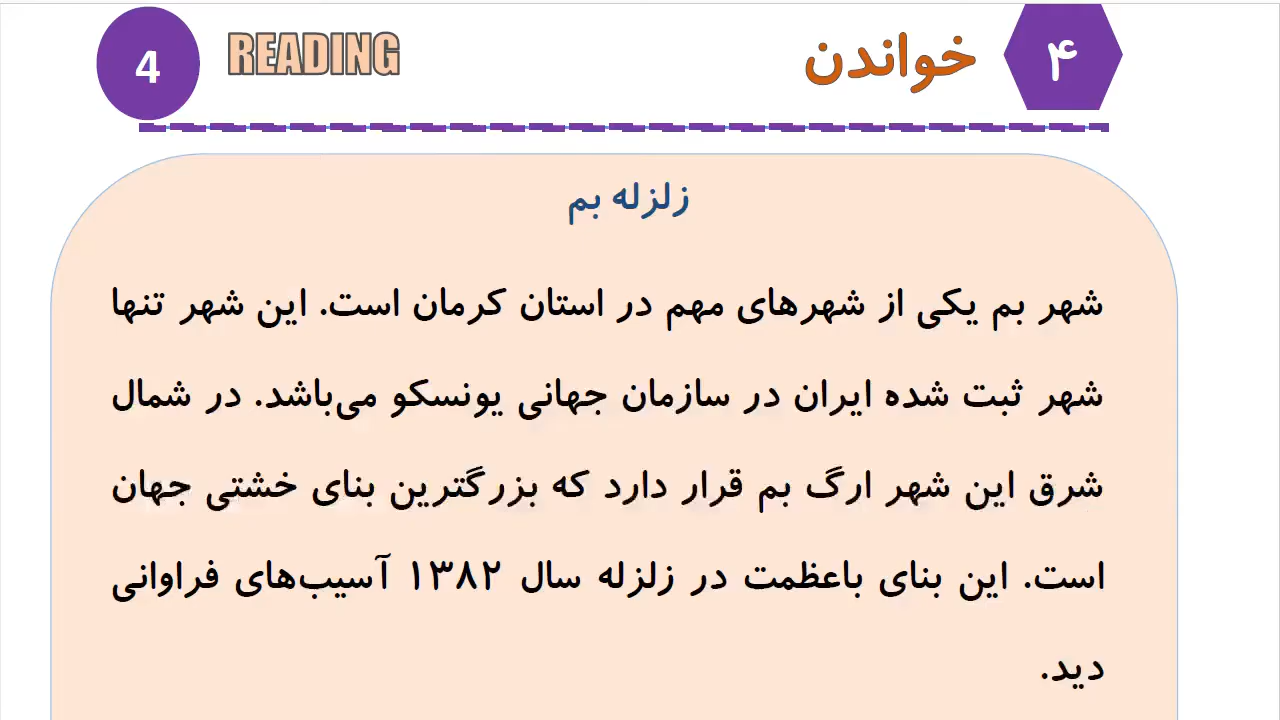 ۴
خواندن
READING
4
زلزله بم
شهر بم یکی از شهرهای مهم در استان کرمان است. این شهر تنها
شهر ثبت شده ایران در سازمان جهانی یونسکو می‌باشد. در شمال
شرق این شهر ارگ بم قرار دارد که بزرگترین بنای خشتی جهان
است. این بنای باعظمت در زلزله سال ۱۳۸۲ آسیب‌های فراوانی
دید.